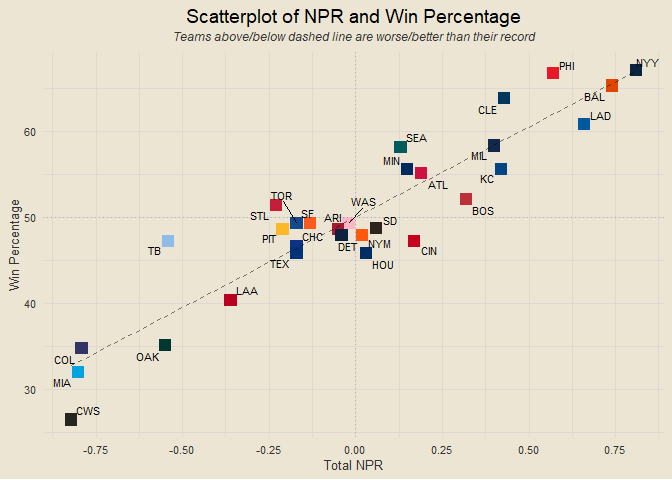 Scatterplot of NPR and Win Percentage
Teams above/below dashed line are worse/better than their record
Win Percentage
60
50
40
30
PHI
NYY
BAL
CLE
LAD
SEA
MIN
MIL
KC
ATL
BOS
TOR
WAS
STL
SF
ARI
SD
PIT
CHC
DET
NYM
CIN
TB
TEX
HOU
LAA
OAK
COL
MIA
CWS
-0.75
-0.50
-0.25
0.00
0.25
0.50
0.75
Total NPR